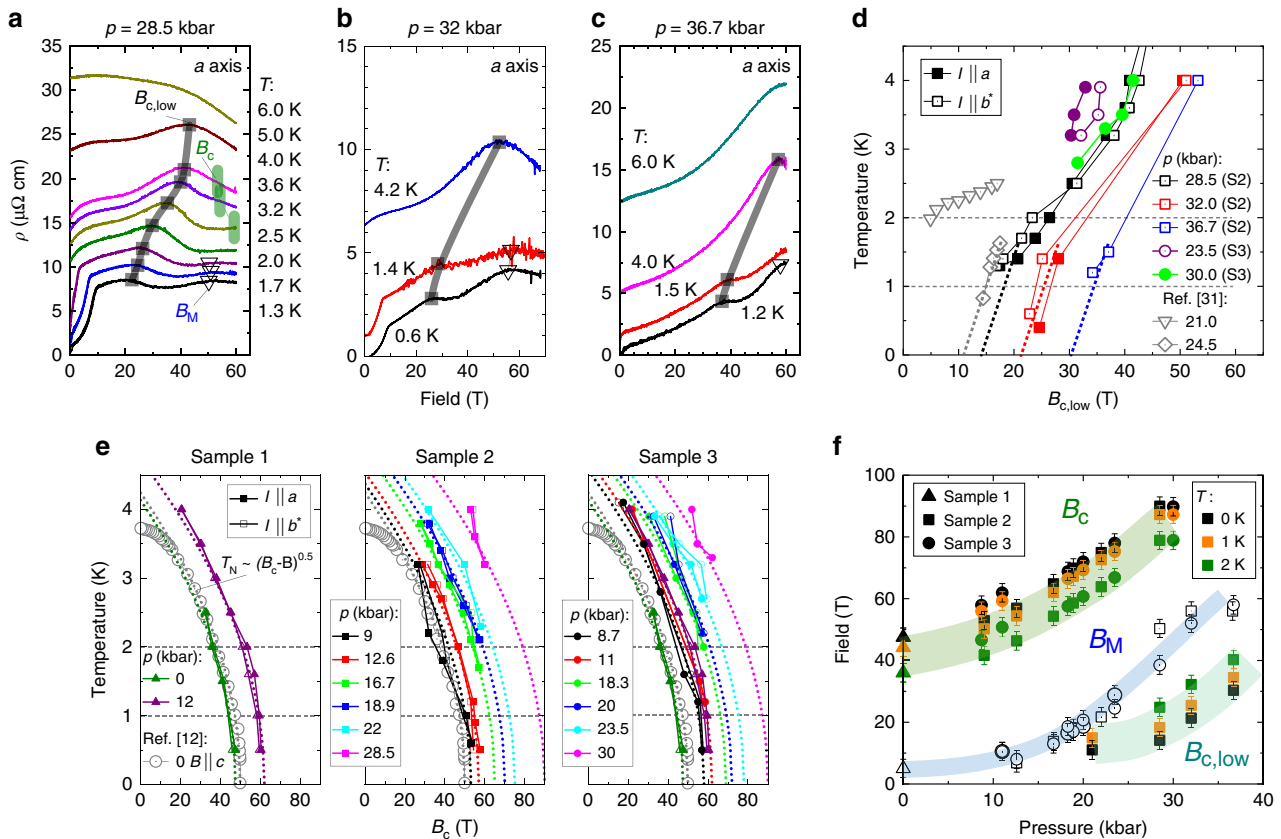 a
p = 28.5 kbar
35
30
25
20
15
10
5
0
ρ (μΩ cm)
a axis
B_c,low
B_c
B_M
0 20 40 60
T:
6.0 K
5.0 K
4.0 K
3.6 K
3.2 K
2.5 K
2.0 K
1.7 K
1.3 K
b
p = 32 kbar
15
10
5
0
a axis
T:
4.2 K
1.4 K
0.6 K
0 20 40 60
Field (T)
c
p = 36.7 kbar
25
20
15
10
5
0
a axis
T:
6.0 K
4.0 K
1.5 K
1.2 K
0 20 40 60
d
Temperature (K)
4
3
2
1
0
I || a
I || b*
p (kbar):
28.5 (S2)
32.0 (S2)
36.7 (S2)
23.5 (S3)
30.0 (S3)
Ref. [31]:
21.0
24.5
0 10 20 30 40 50 60
B_c,low (T)
e
Sample 1
Temperature (K)
4
3
2
1
0
I || a
I || b*
T_N ~ (B_c-B)^0.5
p (kbar):
0
12
Ref. [12]:
0 B || c
0 20 40 60 80
Sample 2
p (kbar):
9
12.6
16.7
18.9
22
28.5
0 20 40 60 80
B_c (T)
Sample 3
p (kbar):
8.7
11
18.3
20
23.5
30
0 20 40 60 80
f
Field (T)
100
80
60
40
20
0
Sample 1
Sample 2
Sample 3
B_c
B_M
B_c,low
T:
0 K
1 K
2 K
0 10 20 30 40
Pressure (kbar)